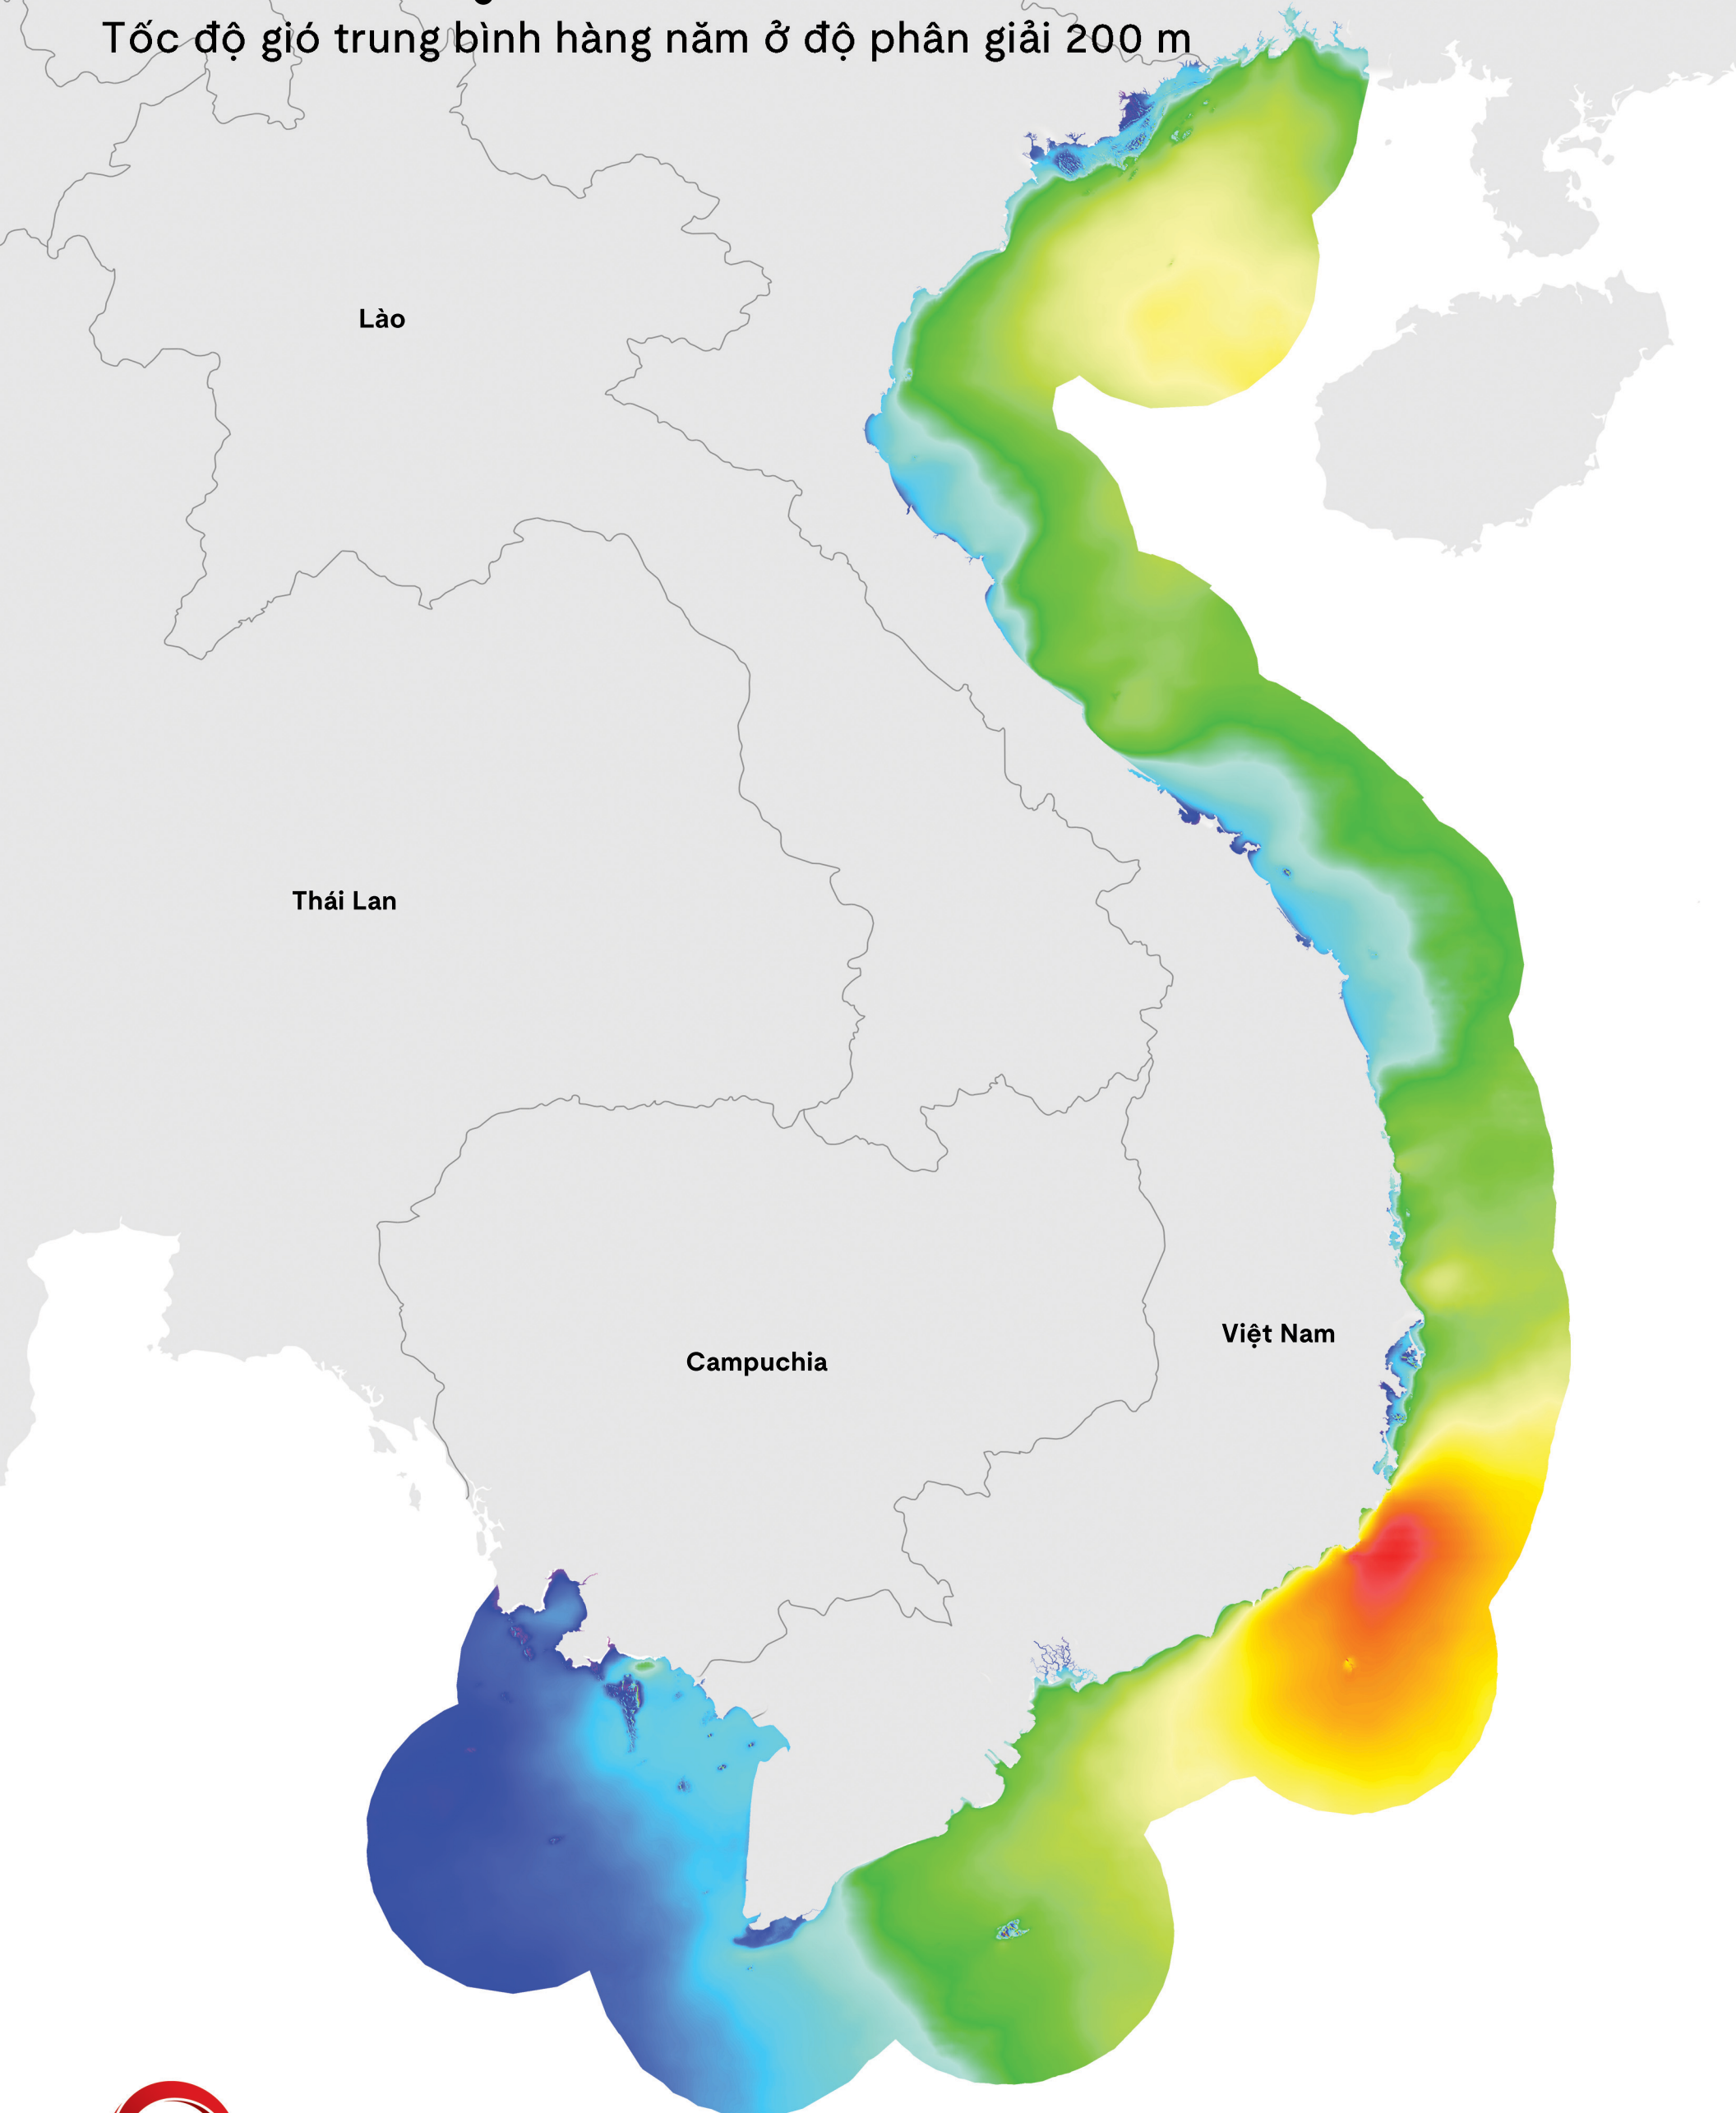 Tốc độ gió trung bình hàng năm ở độ phân giải 200 m
Lào
Thái Lan
Việt Nam
Campuchia